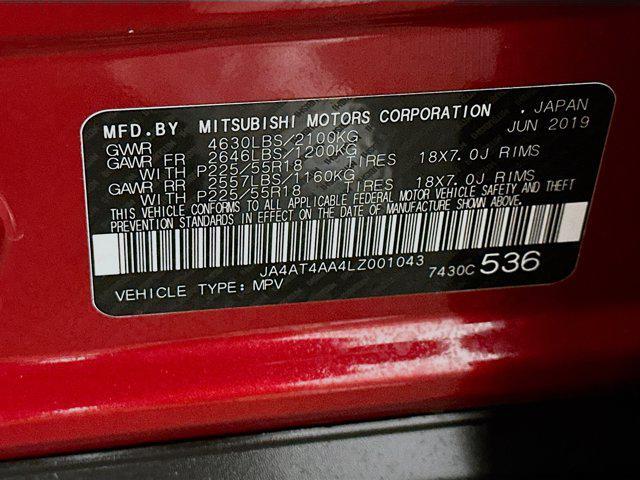 MFD.BY MITSUBISHI MOTORS CORPORATION . JAPAN
JUN 2019
GVWR 4630LBS/2100KG
GAWR FR 2646LBS/1200KG
WITH P225/55R18 TIRES 18X7.0J RIMS
GAWR RR 2557LBS/1160KG
WITH P225/55R18 TIRES 18X7.0J RIMS
THIS VEHICLE CONFORMS TO ALL APPLICABLE FEDERAL MOTOR VEHICLE SAFETY AND THEFT
PREVENTION STANDARDS IN EFFECT ON THE DATE OF MANUFACTURE SHOWN ABOVE.
JA4AT4AA4LZ001043
7430C 536
VEHICLE TYPE:MPV